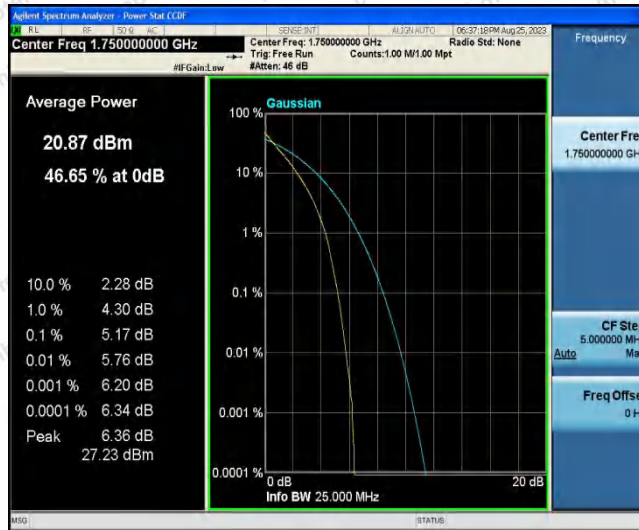 Agilent Spectrum Analyzer - Power Stat CCDF
RL RF 50 Ω AC SENSE:INT ALIGN AUTO 06:37:18 PM Aug 25, 2023
Center Freq 1.750000000 GHz
Center Freq: 1.750000000 GHz Radio Std: None
Trig: Free Run Counts:1.00 M/1.00 Mpt
#IFGain:Low #Atten: 46 dB
Frequency
Average Power
20.87 dBm
46.65 % at 0dB
10.0 % 2.28 dB
1.0 % 4.30 dB
0.1 % 5.17 dB
0.01 % 5.76 dB
0.001 % 6.20 dB
0.0001 % 6.34 dB
Peak 6.36 dB
27.23 dBm
Gaussian
100 %
10 %
1 %
0.1 %
0.01 %
0.001 %
0.0001 %
0 dB 20 dB
Info BW 25.000 MHz
Center Fre
1.750000000 GH
CF Ste
5.000000 MH
Auto Ma
Freq Offse
0 H
MSG STATUS